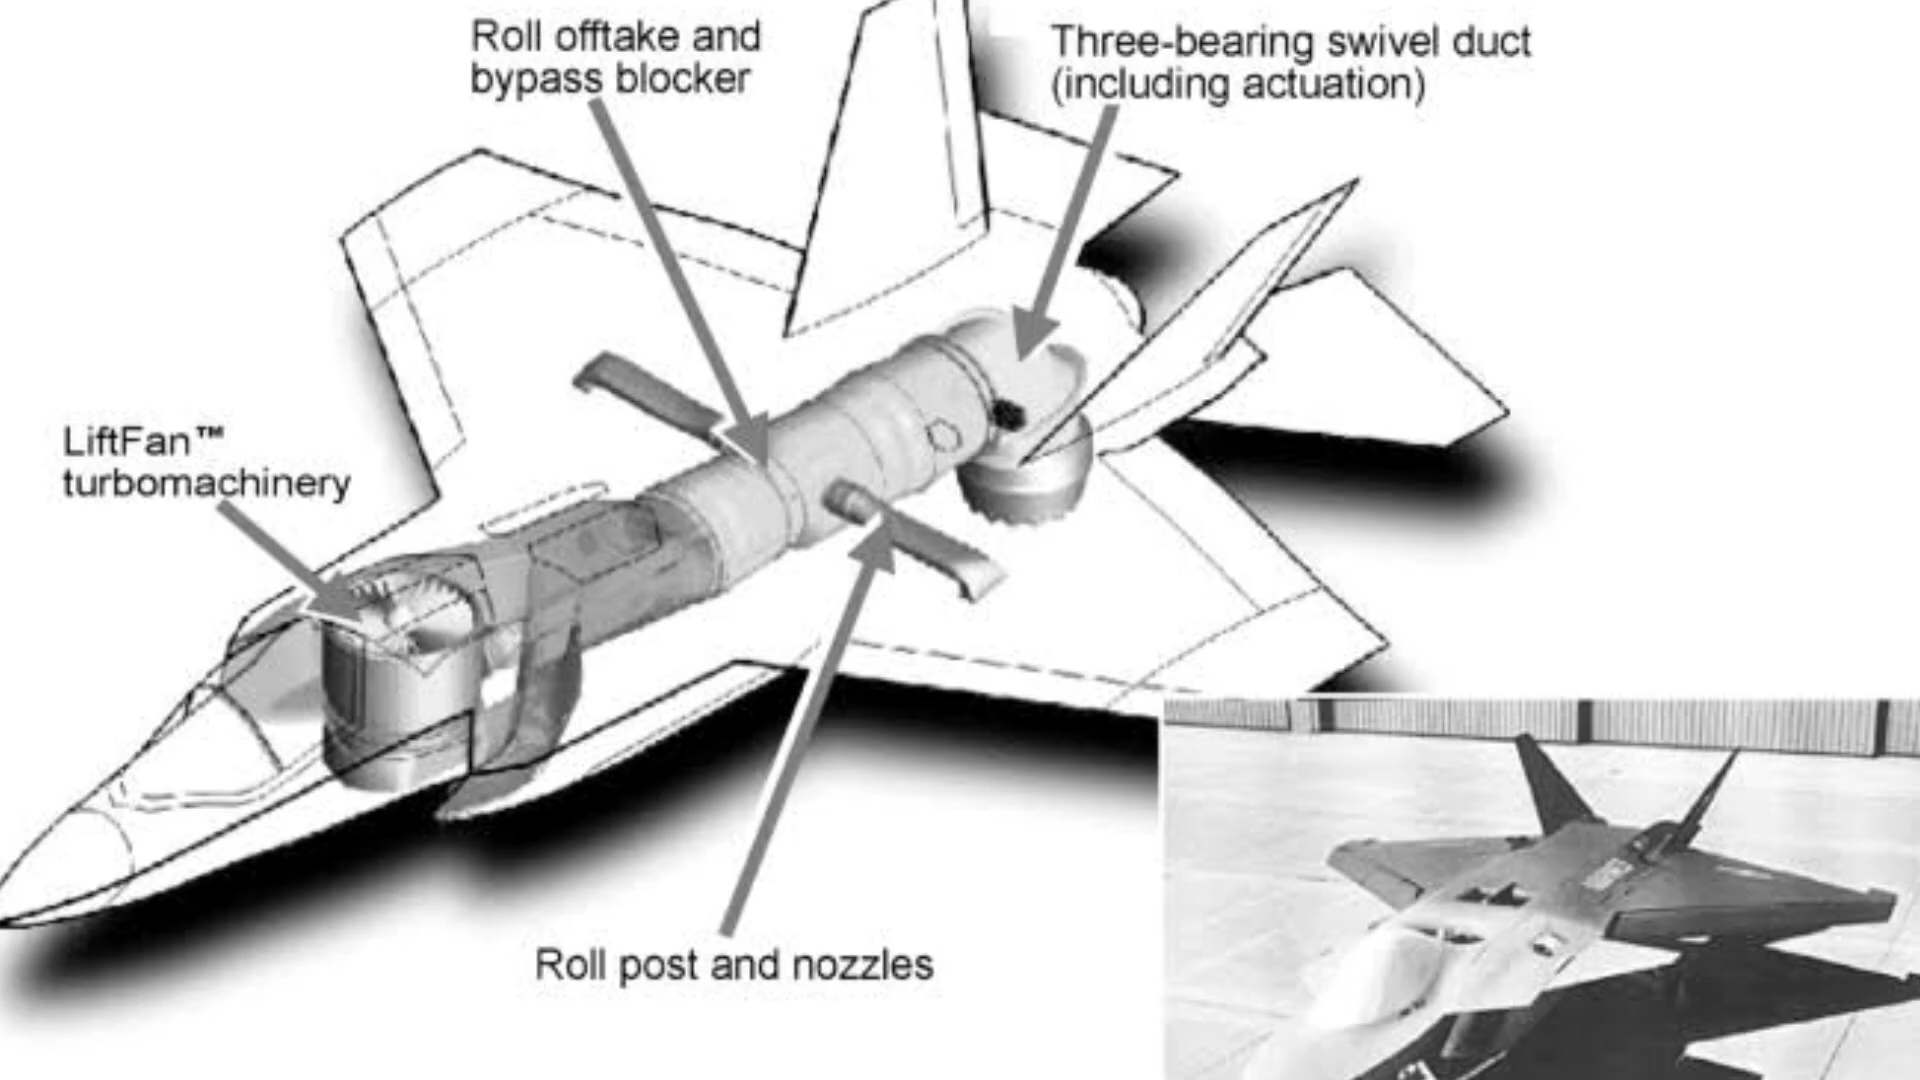 Roll offtake and
bypass blocker
Three-bearing swivel duct
(including actuation)
LiftFan™
turbomachinery
Roll post and nozzles